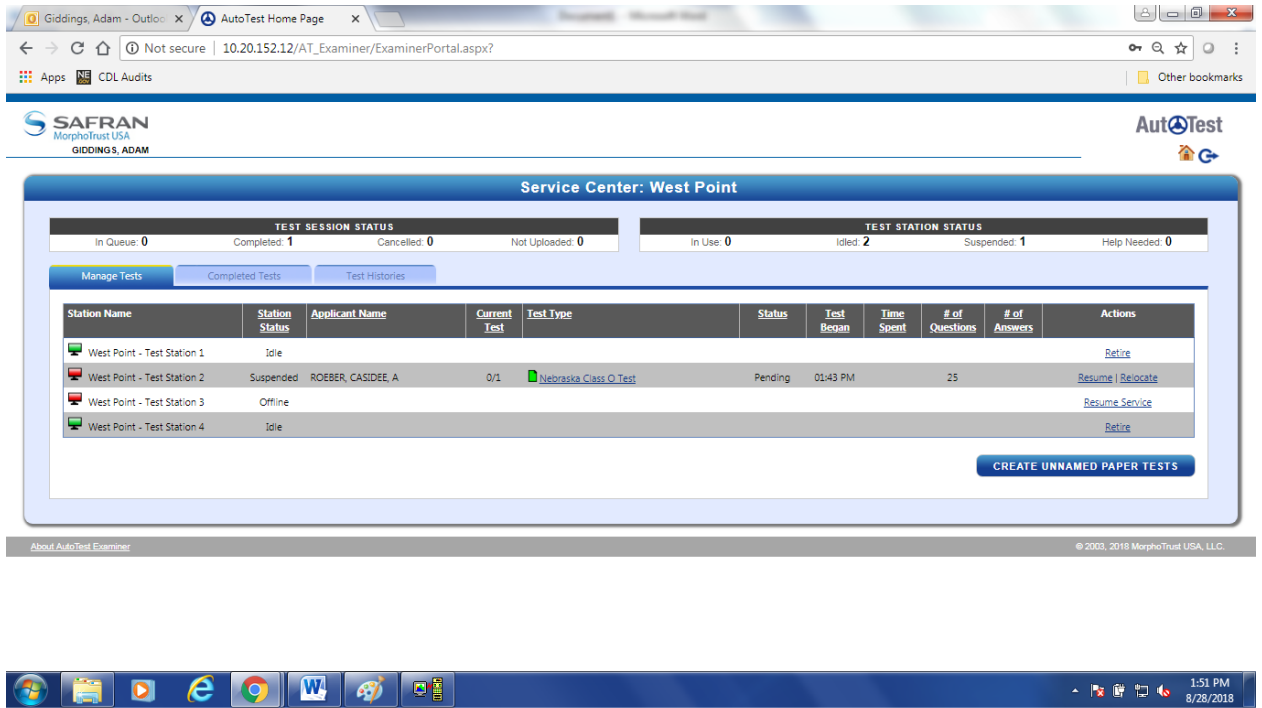 Giddings, Adam - Outloo
AutoTest Home Page
Document1 - Microsoft Word
Not secure | 10.20.152.12/AT_Examiner/ExaminerPortal.aspx?
Apps
CDL Audits
Other bookmarks
SAFRAN
MorphoTrust USA
GIDDINGS, ADAM
AutoTest
Service Center: West Point
TEST SESSION STATUS
TEST STATION STATUS
In Queue: 0 Completed: 1 Cancelled: 0 Not Uploaded: 0 In Use: 0 Idled: 2 Suspended: 1 Help Needed: 0
Manage Tests Completed Tests Test Histories
Station Name Station Status Applicant Name Current Test Test Type Status Test Began Time Spent # of Questions # of Answers Actions
West Point - Test Station 1 Idle Retire
West Point - Test Station 2 Suspended ROEBER, CASIDEE, A 0/1 Nebraska Class O Test Pending 01:43 PM 25 Resume | Relocate
West Point - Test Station 3 Offline Resume Service
West Point - Test Station 4 Idle Retire
CREATE UNNAMED PAPER TESTS
About AutoTest Examiner
© 2003, 2018 MorphoTrust USA, LLC.
1:51 PM
8/28/2018